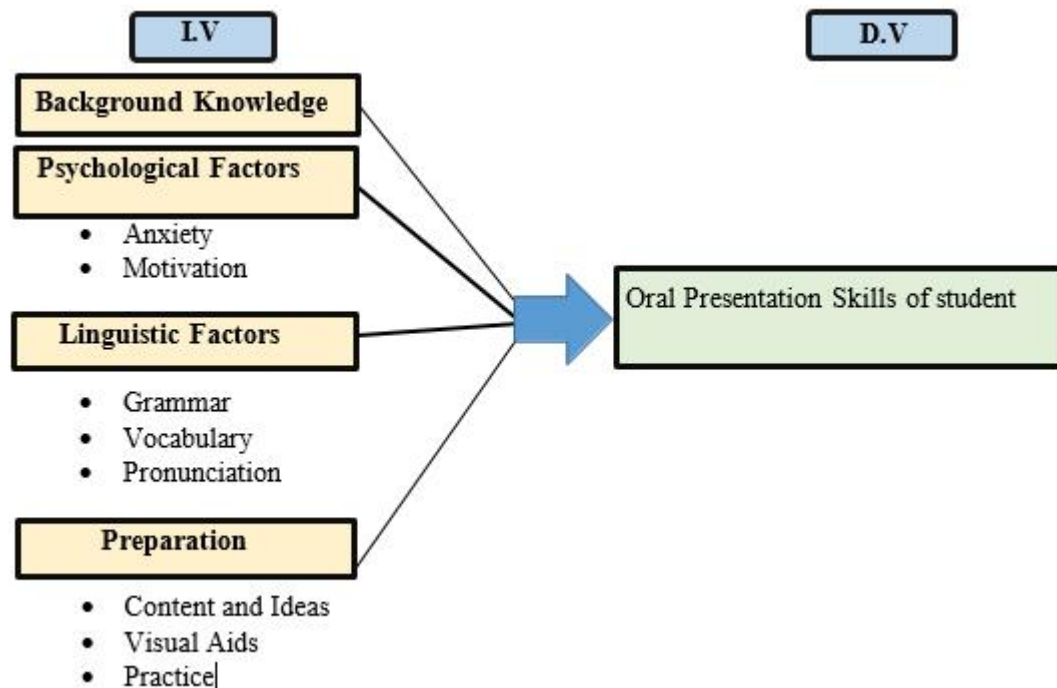 I.V
D.V
Background Knowledge
Psychological Factors
• Anxiety
• Motivation
Oral Presentation Skills of student
Linguistic Factors
• Grammar
• Vocabulary
• Pronunciation
Preparation
• Content and Ideas
• Visual Aids
• Practice